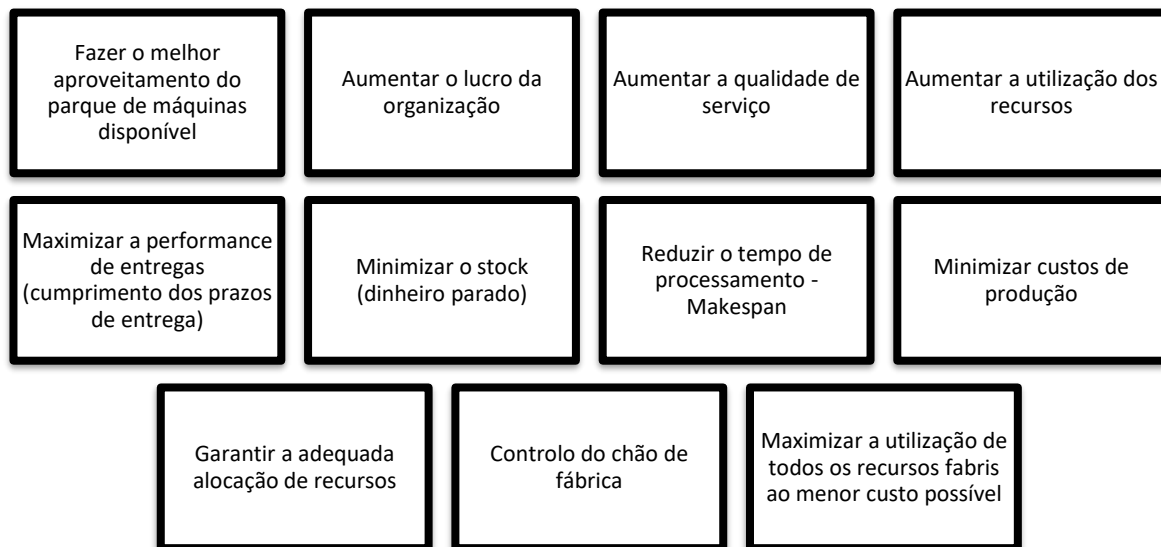 Fazer o melhor
aproveitamento do
parque de máquinas
disponível
Aumentar o lucro da
organização
Aumentar a qualidade de
serviço
Aumentar a utilização dos
recursos
Maximizar a performance
de entregas
(cumprimento dos prazos
de entrega)
Minimizar o stock
(dinheiro parado)
Reduzir o tempo de
processamento -
Makespan
Minimizar custos de
produção
Garantir a adequada
alocação de recursos
Controlo do chão de
fábrica
Maximizar a utilização de
todos os recursos fabris
ao menor custo possível